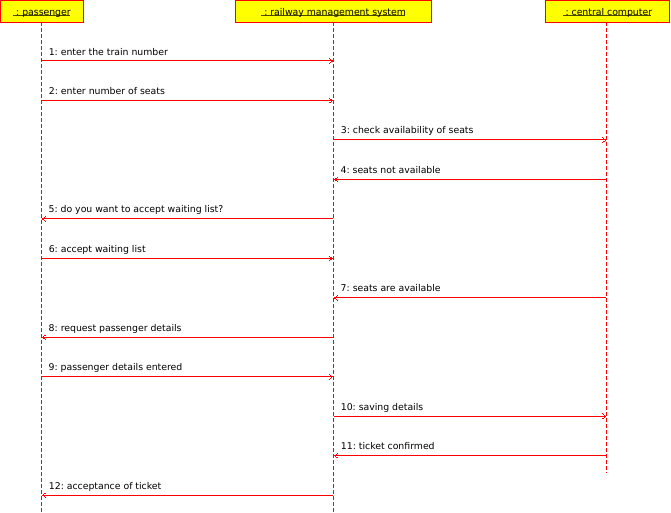 : passenger
: railway management system
: central computer
1: enter the train number
2: enter number of seats
3: check availability of seats
4: seats not available
5: do you want to accept waiting list?
6: accept waiting list
7: seats are available
8: request passenger details
9: passenger details entered
10: saving details
11: ticket confirmed
12: acceptance of ticket